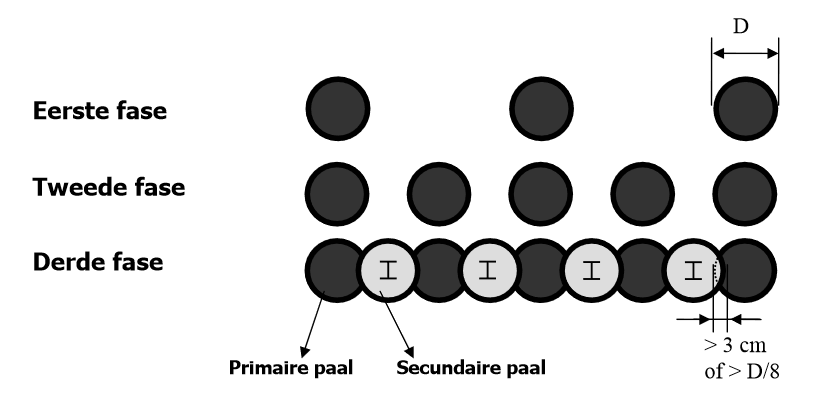 D
Eerste fase
Tweede fase
Derde fase
Primaire paal
Secundaire paal
> 3 cm
of > D/8